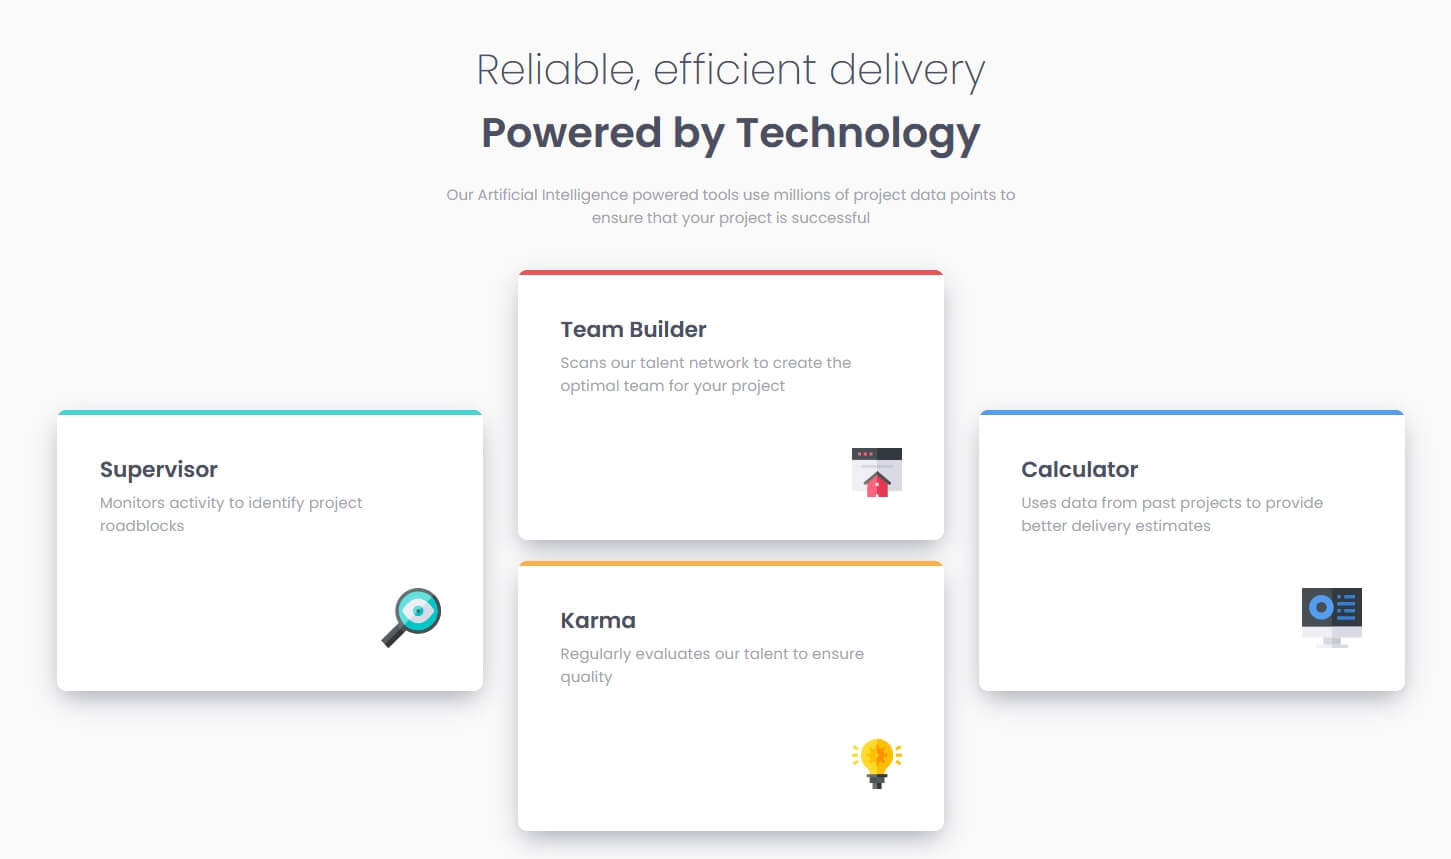 Reliable, efficient delivery
Powered by Technology
Our Artificial Intelligence powered tools use millions of project data points to
ensure that your project is successful
Team Builder
Scans our talent network to create the
optimal team for your project
Supervisor
Monitors activity to identify project
roadblocks
Calculator
Uses data from past projects to provide
better delivery estimates
Karma
Regularly evaluates our talent to ensure
quality